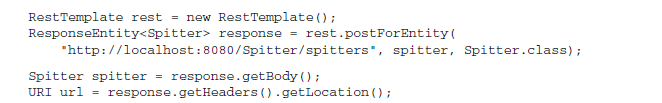 RestTemplate rest = new RestTemplate();
ResponseEntity<Spitter> response = rest.postForEntity(
"http://localhost:8080/Spitter/spitters", spitter, Spitter.class);
Spitter spitter = response.getBody();
URI url = response.getHeaders().getLocation();